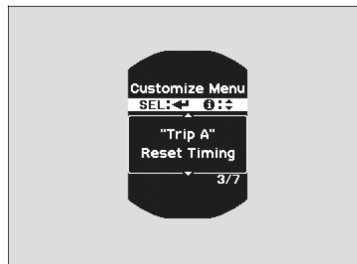 Customize Menu
SEL:↵ ℹ:⬍
"Trip A"
Reset Timing
3/7